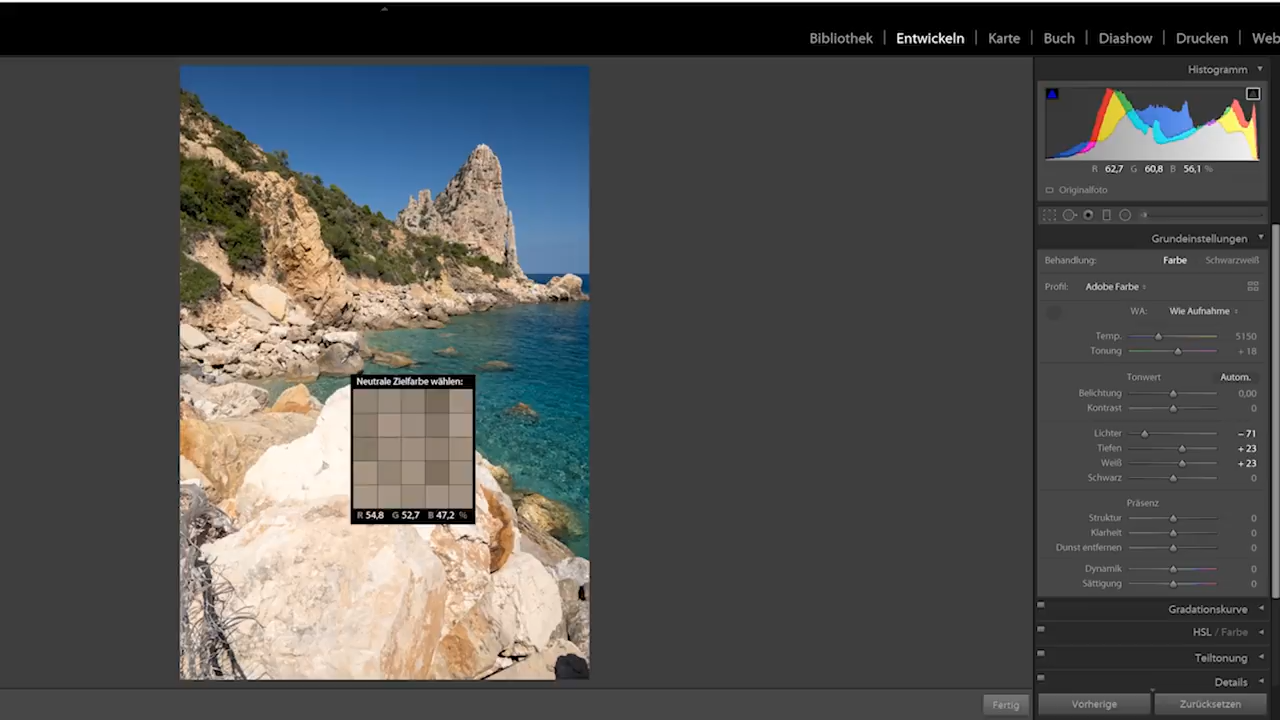 Bibliothek | Entwickeln | Karte | Buch | Diashow | Drucken | Web
Histogramm
R 62,7 G 60,8 B 56,1 %
Originalfoto
Grundeinstellungen
Behandlung: Farbe Schwarzweiß
Profil: Adobe Farbe
WA: Wie Aufnahme
Temp. 5150
Tonung + 18
Tonwert Autom.
Belichtung 0,00
Kontrast 0
Lichter – 71
Tiefen + 23
Weiß + 23
Schwarz 0
Präsenz
Struktur 0
Klarheit 0
Dunst entfernen 0
Dynamik 0
Sättigung 0
Gradationskurve
HSL / Farbe
Teiltonung
Details
Vorherige Zurücksetzen
Neutrale Zielfarbe wählen:
R 54,8 G 52,7 B 47,2 %
Fertig